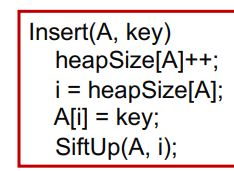 Insert(A, key)
heapSize[A]++;
i = heapSize[A];
A[i] = key;
SiftUp(A, i);